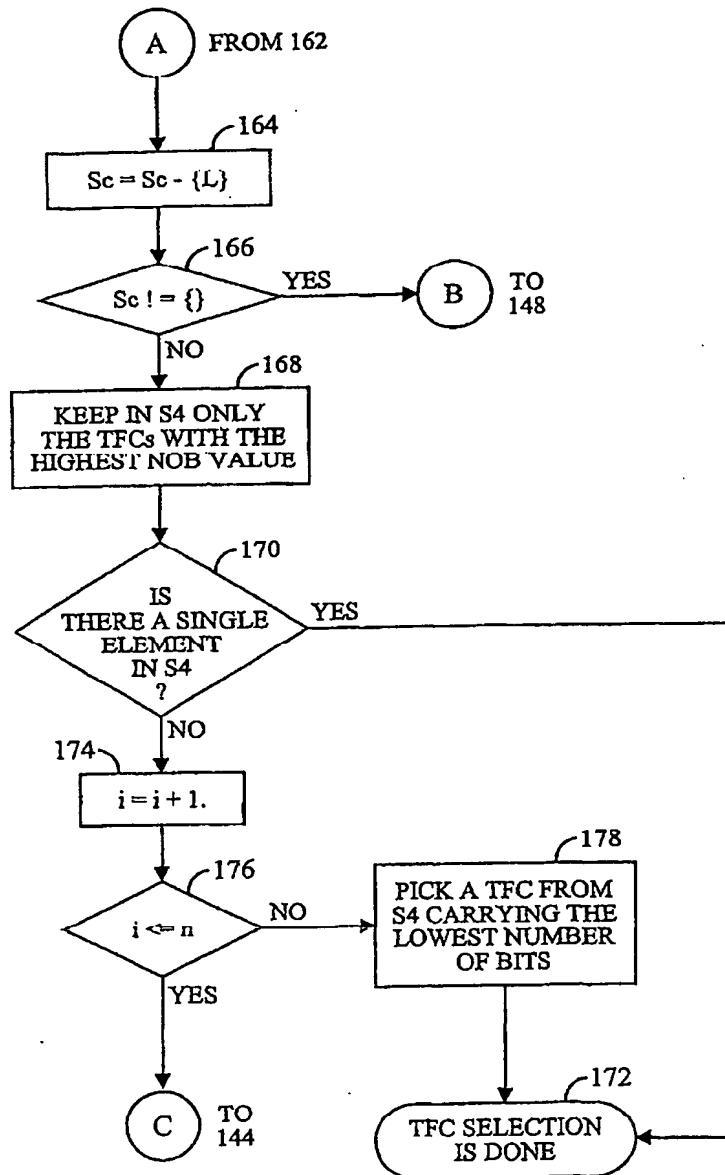 A FROM 162
164
Sc = Sc - {L}
166
Sc ! = {}
YES
B
TO
148
NO
168
KEEP IN S4 ONLY
THE TFCs WITH THE
HIGHEST NOB VALUE
170
IS
THERE A SINGLE
ELEMENT
IN S4
?
YES
NO
174
i = i + 1.
176
i <= n
NO
178
PICK A TFC FROM
S4 CARRYING THE
LOWEST NUMBER
OF BITS
YES
C
TO
144
172
TFC SELECTION
IS DONE